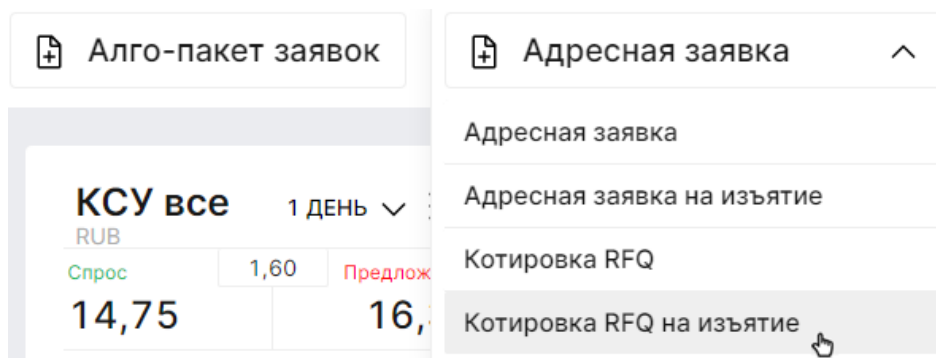 Алго-пакет заявок
Адресная заявка
КСУ все
1 ДЕНЬ
RUB
Спрос
1,60
14,75
Адресная заявка
Адресная заявка на изъятие
Котировка RFQ
Котировка RFQ на изъятие